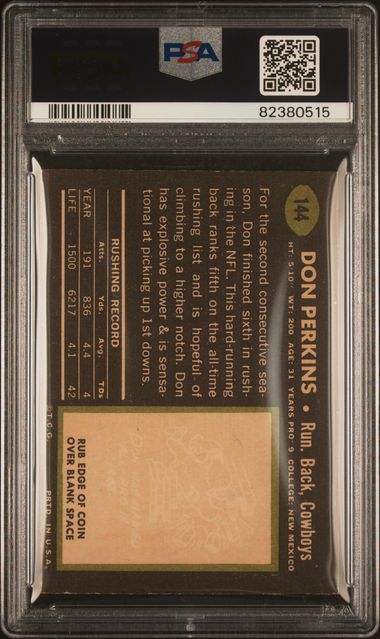 PSA
82380515
144
DON PERKINS • Run. Back, Cowboys
HT: 5-10 WT: 200 AGE: 31 YEARS PRO: 9 COLLEGE: NEW MEXICO
For the second consecutive sea
son, Don finished sixth in rush-
ing in the NFL. This hard-running
back ranks fifth on the all-time
rushing list and is hopeful of
climbing to a higher notch. Don
has explosive power & is sensa-
tional at picking up 1st downs.
RUSHING RECORD
Atts. Yds. Avg. TDs
YEAR 191 836 4.4 4
LIFE 1500 6217 4.1 42
RUB EDGE OF COIN
OVER BLANK SPACE
©T.C.G. PRTD. IN U.S.A.